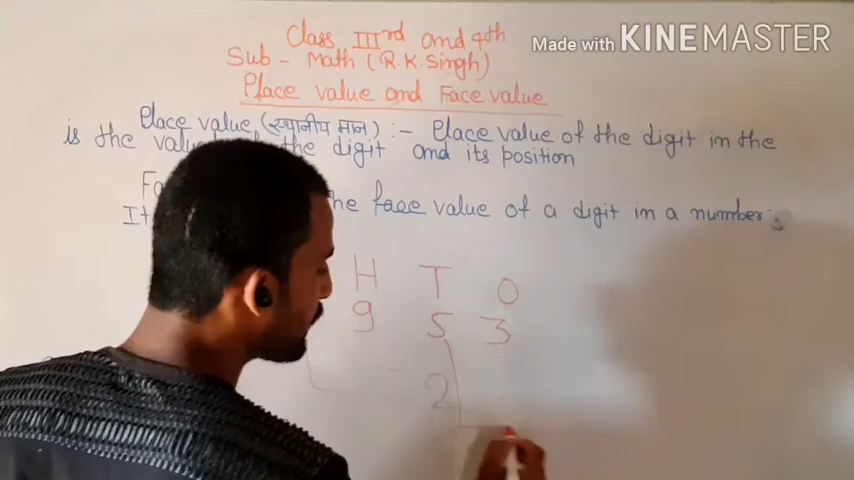 Class IIIrd and 4th
Made with KINEMASTER
Sub - Math (R.K. Singh)
Place value and Face value
Place value (स्थानीय मान) :- Place value of the digit in the
is the the digit and its position
the face value of a digit in a number is
H T O
9 5 3
2